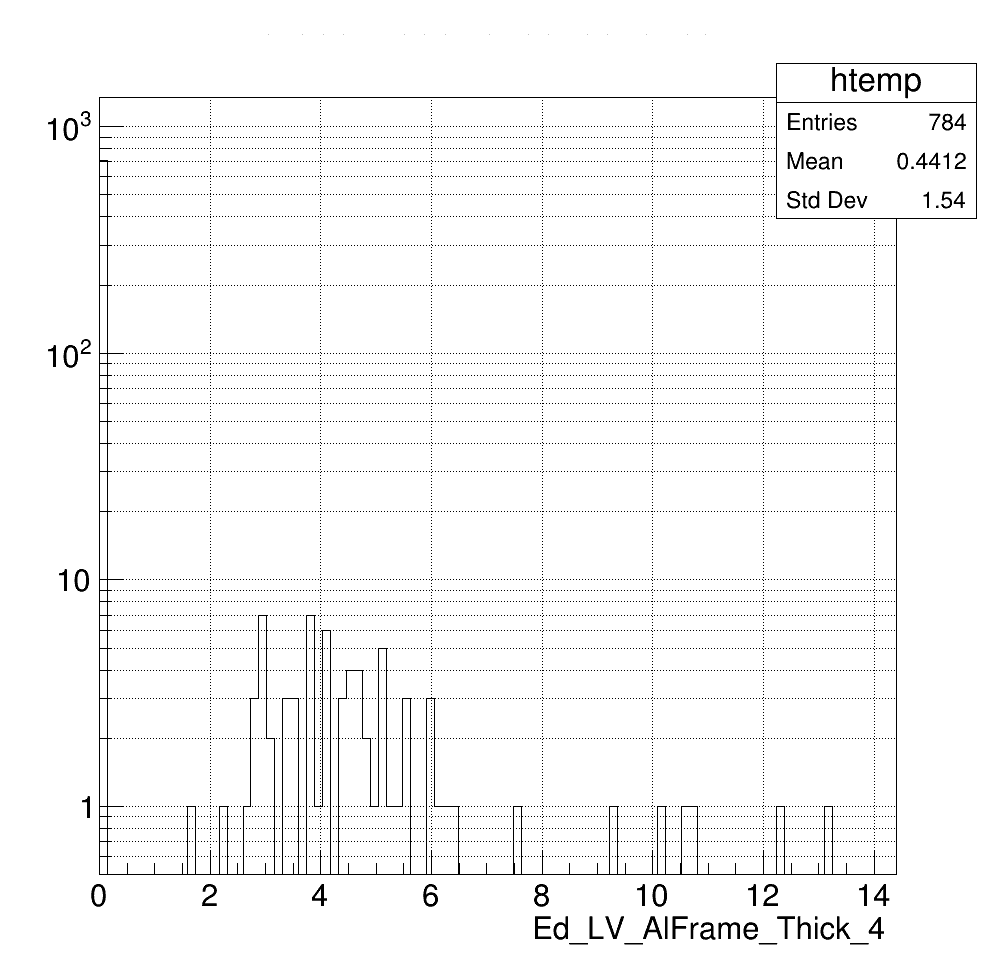 htemp
Entries 784
Mean 0.4412
Std Dev 1.54
10³
10²
10
1
0 2 4 6 8 10 12 14
Ed_LV_AlFrame_Thick_4